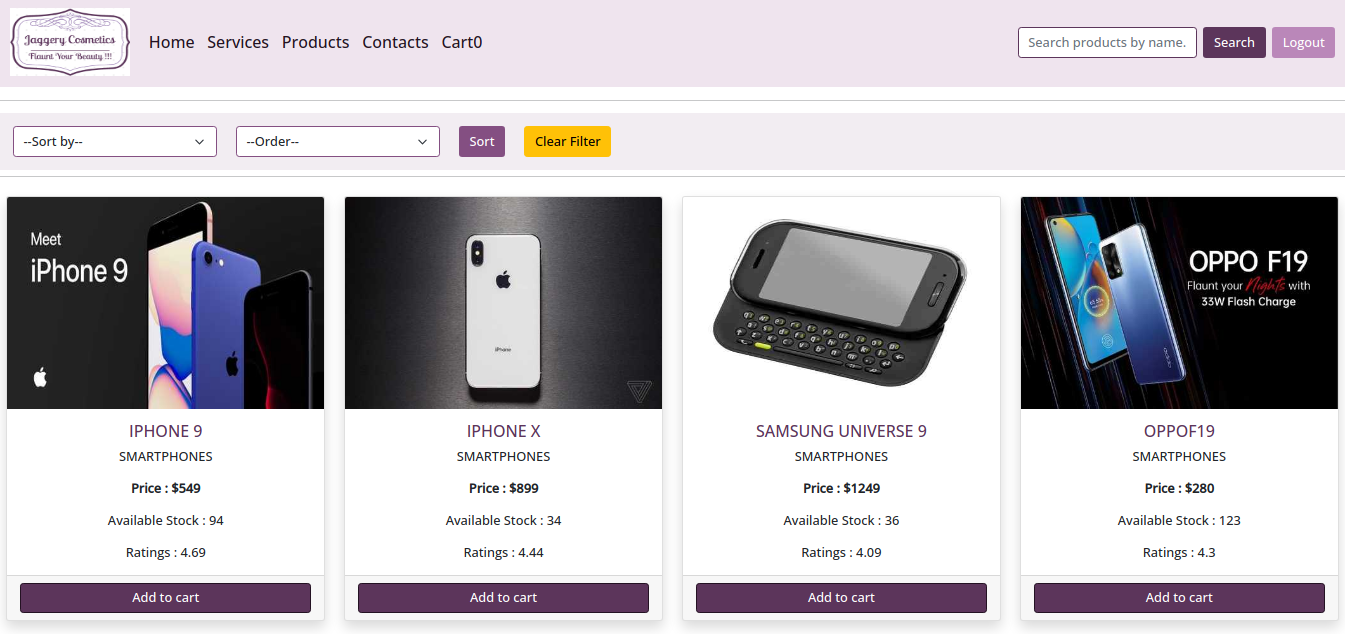 Jaggery Cosmetics
Flaunt Your Beauty !!!
Home Services Products Contacts Cart0
Search products by name. Search Logout
--Sort by-- --Order-- Sort Clear Filter
Meet
iPhone 9
iPhone
OPPO F19
Flaunt your Nights with
33W Flash Charge
IPHONE 9
SMARTPHONES
Price : $549
Available Stock : 94
Ratings : 4.69
Add to cart
IPHONE X
SMARTPHONES
Price : $899
Available Stock : 34
Ratings : 4.44
Add to cart
SAMSUNG UNIVERSE 9
SMARTPHONES
Price : $1249
Available Stock : 36
Ratings : 4.09
Add to cart
OPPOF19
SMARTPHONES
Price : $280
Available Stock : 123
Ratings : 4.3
Add to cart